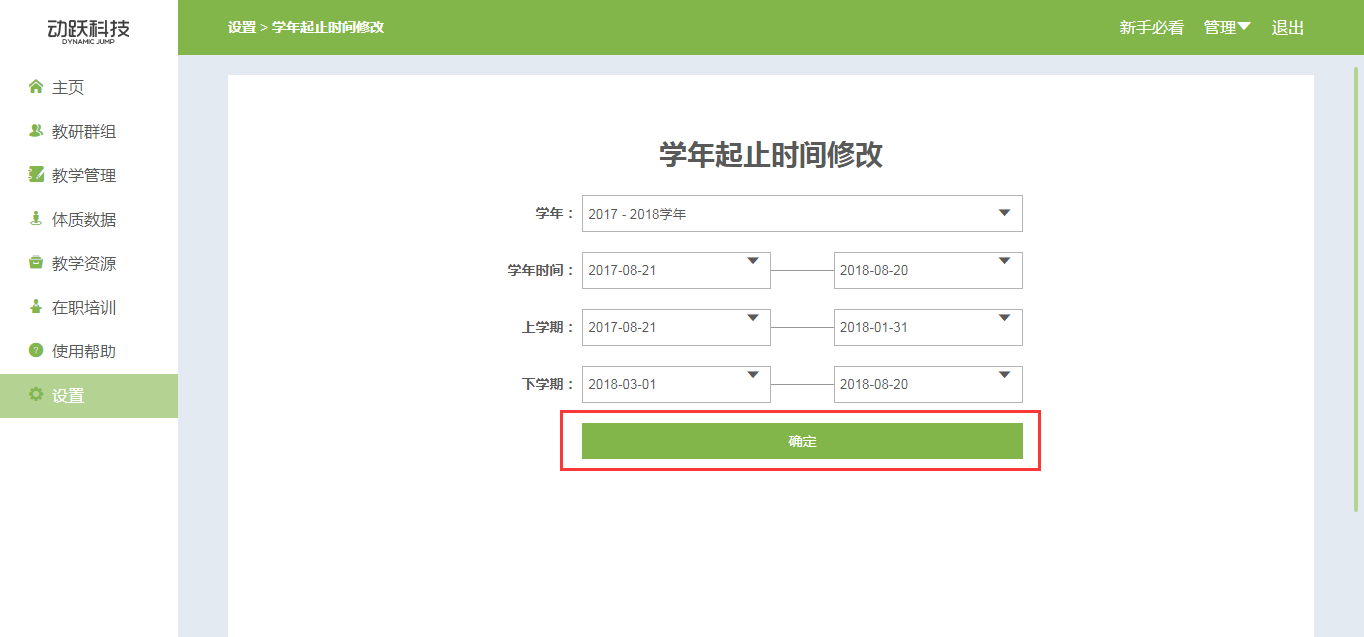 动跃科技
DYNAMIC JUMP
设置 > 学年起止时间修改
新手必看 管理 退出
主页
教研群组
教学管理
体质数据
教学资源
在职培训
使用帮助
设置
学年起止时间修改
学年： 2017 - 2018学年
学年时间： 2017-08-21 2018-08-20
上学期： 2017-08-21 2018-01-31
下学期： 2018-03-01 2018-08-20
确定